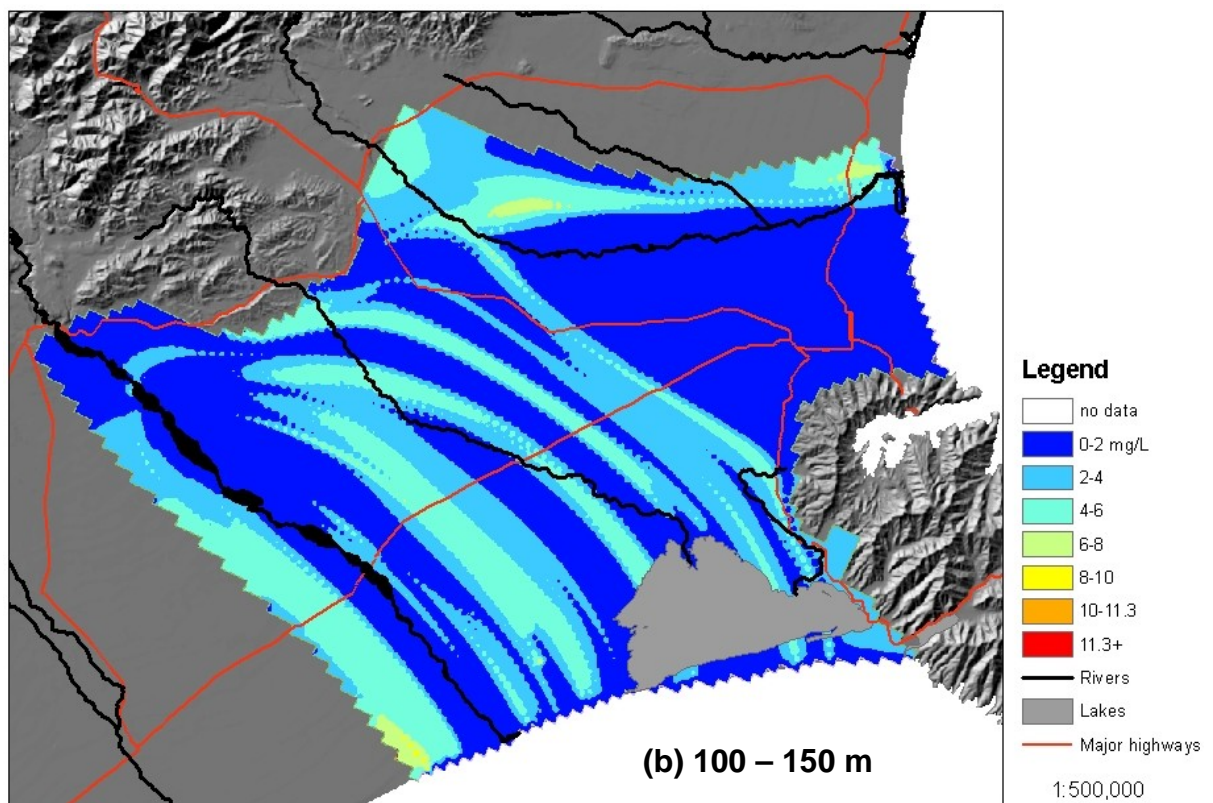 Legend
no data
0-2 mg/L
2-4
4-6
6-8
8-10
10-11.3
11.3+
Rivers
Lakes
Major highways
(b) 100 – 150 m
1:500,000